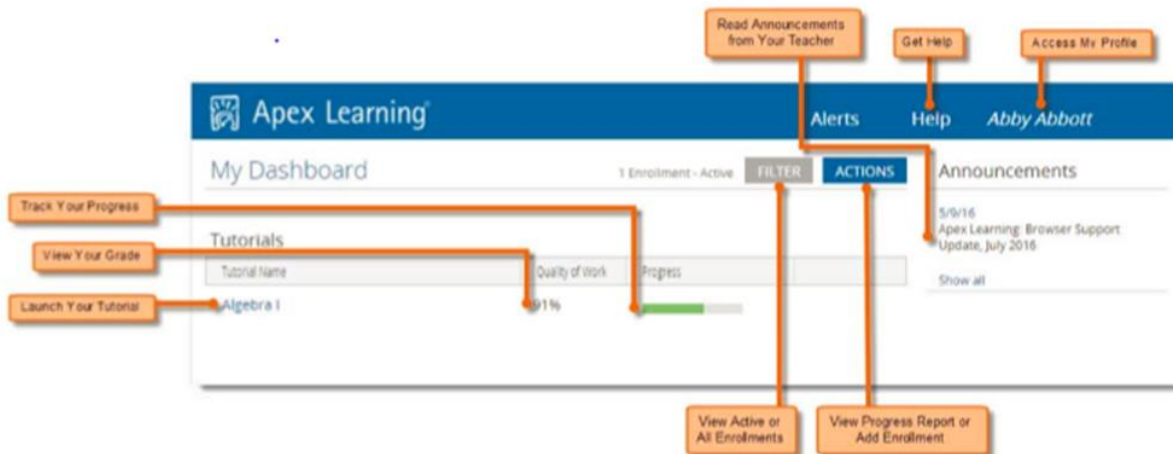 Read Announcements
from Your Teacher
Get Help
Access My Profile
Apex Learning
Alerts
Help
Abby Abbott
My Dashboard
1 Enrollment - Active
FILTER
ACTIONS
Announcements
Track Your Progress
5/9/16
Apex Learning: Browser Support
Update, July 2016
Tutorials
View Your Grade
Tutorial Name
Quality of Work
Progress
Show all
Launch Your Tutorial
Algebra I
91%
View Active or
All Enrollments
View Progress Report or
Add Enrollment